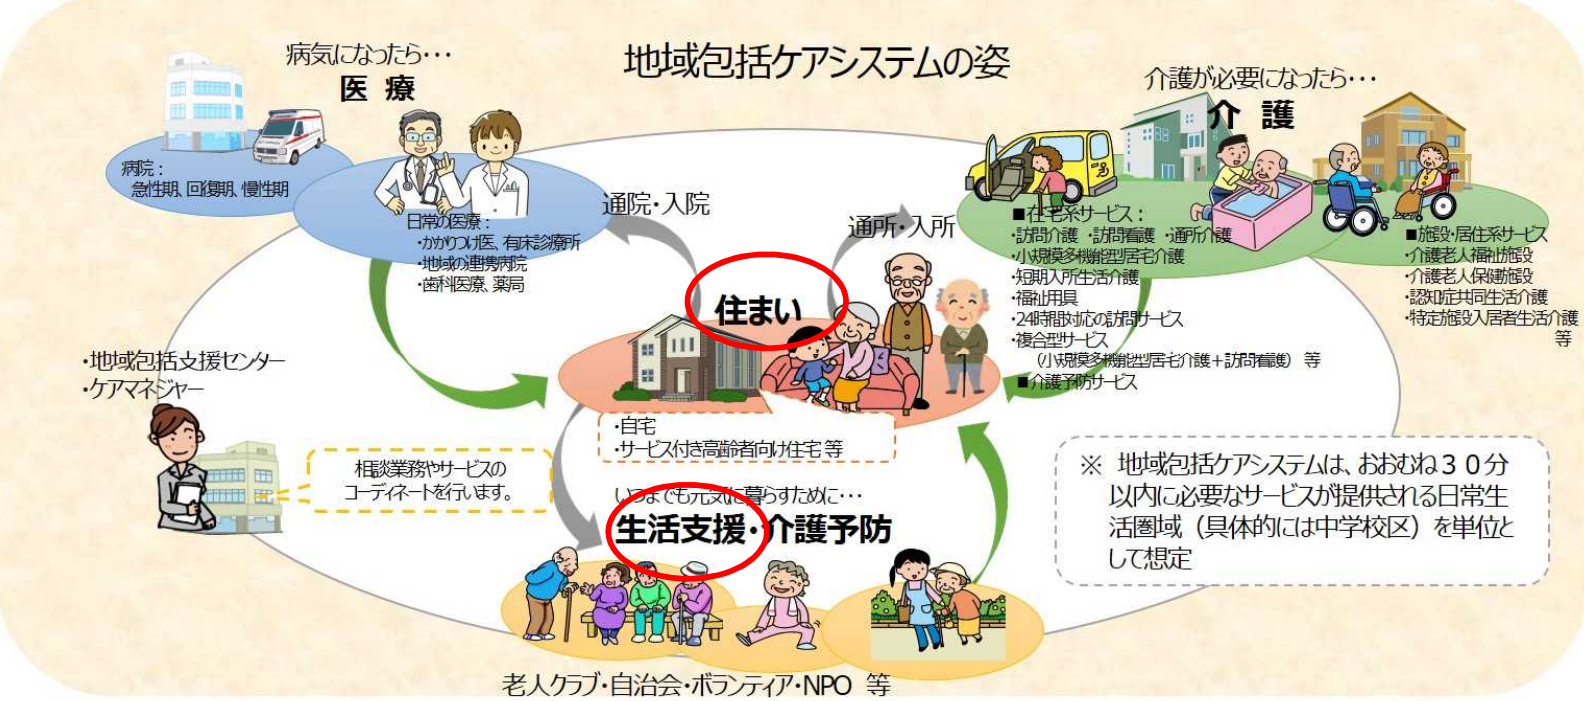 地域包括ケアシステムの姿
病気になったら･･･
医 療
病院：
急性期、回復期、慢性期
日常の医療：
・かかりつけ医、有床診療所
・地域の連携病院
・歯科医療、薬局
通院・入院
通所・入所
介護が必要になったら･･･
介 護
■在宅系サービス：
・訪問介護 ・訪問看護 ・通所介護
・小規模多機能型居宅介護
・短期入所生活介護
・福祉用具
・24時間対応の訪問サービス
・複合型サービス
（小規模多機能型居宅介護＋訪問看護） 等
■介護予防サービス
■施設・居住系サービス
・介護老人福祉施設
・介護老人保健施設
・認知症共同生活介護
・特定施設入居者生活介護
等
住まい
・自宅
・サービス付き高齢者向け住宅 等
・地域包括支援センター
・ケアマネジャー
相談業務やサービスの
コーディネートを行います。
いつまでも元気に暮らすために･･･
生活支援・介護予防
老人クラブ・自治会・ボランティア・NPO 等
※ 地域包括ケアシステムは、おおむね３０分
以内に必要なサービスが提供される日常生
活圏域（具体的には中学校区）を単位と
して想定